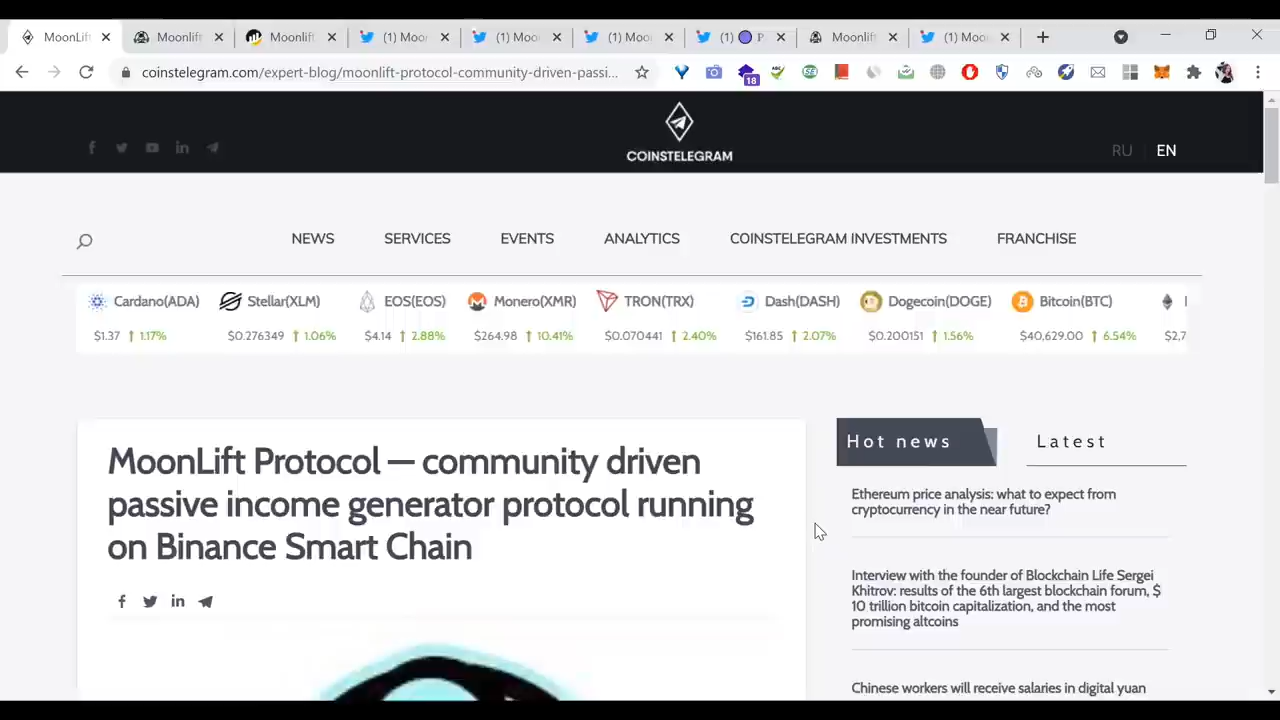 MoonLift
Moonlift
Moonlift
(1) Moo
(1) Moo
(1) Moo
(1)
P
Moonlift
(1) Moo
coinstelegram.com/expert-blog/moonlift-protocol-community-driven-passi...
18
COINSTELEGRAM
RU
EN
NEWS
SERVICES
EVENTS
ANALYTICS
COINSTELEGRAM INVESTMENTS
FRANCHISE
Cardano(ADA)
Stellar(XLM)
EOS(EOS)
Monero(XMR)
TRON(TRX)
Dash(DASH)
Dogecoin(DOGE)
Bitcoin(BTC)
$1.37 ↑ 1.17%
$0.276349 ↑ 1.06%
$4.14 ↑ 2.88%
$264.98 ↑ 10.41%
$0.070441 ↑ 2.40%
$161.85 ↑ 2.07%
$0.200151 ↑ 1.56%
$40,629.00 ↑ 6.54%
$2,7
MoonLift Protocol — community driven
passive income generator protocol running
on Binance Smart Chain
Hot news
Latest
Ethereum price analysis: what to expect from
cryptocurrency in the near future?
Interview with the founder of Blockchain Life Sergei
Khitrov: results of the 6th largest blockchain forum, $
10 trillion bitcoin capitalization, and the most
promising altcoins
Chinese workers will receive salaries in digital yuan